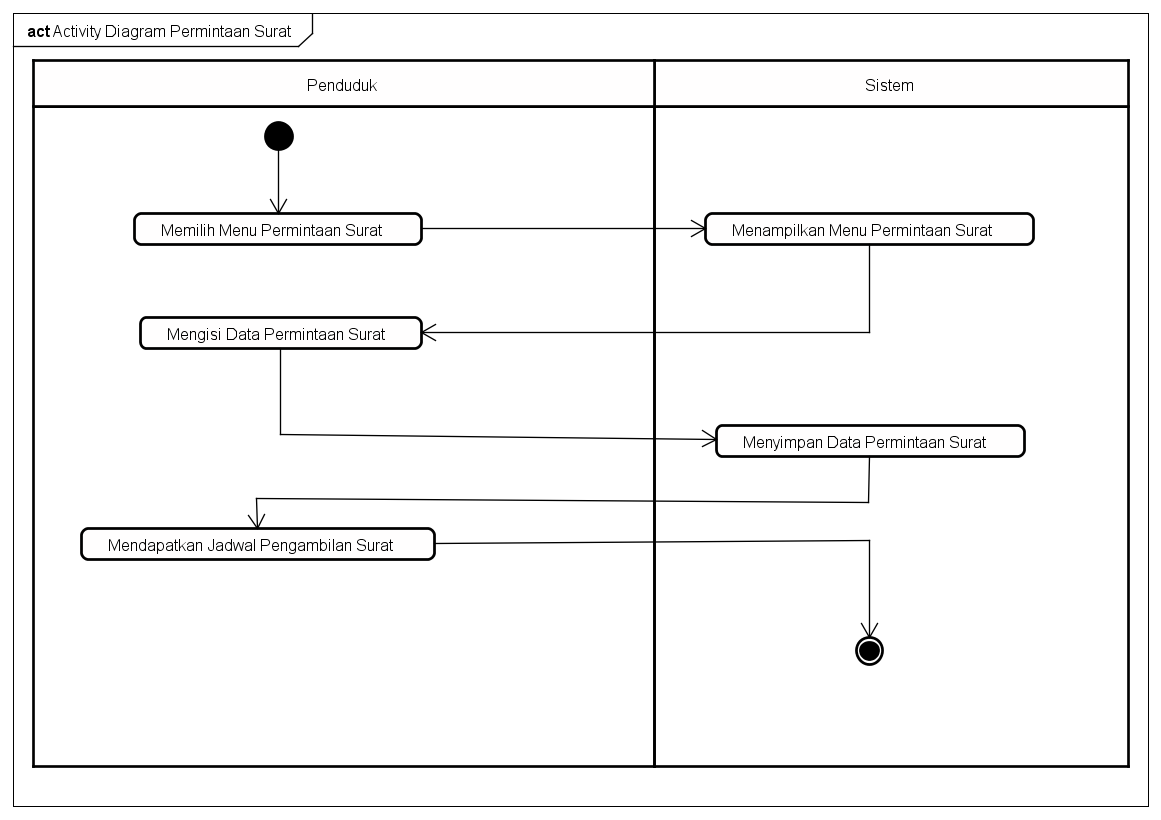 act Activity Diagram Permintaan Surat
Penduduk
Sistem
Memilih Menu Permintaan Surat
Menampilkan Menu Permintaan Surat
Mengisi Data Permintaan Surat
Menyimpan Data Permintaan Surat
Mendapatkan Jadwal Pengambilan Surat